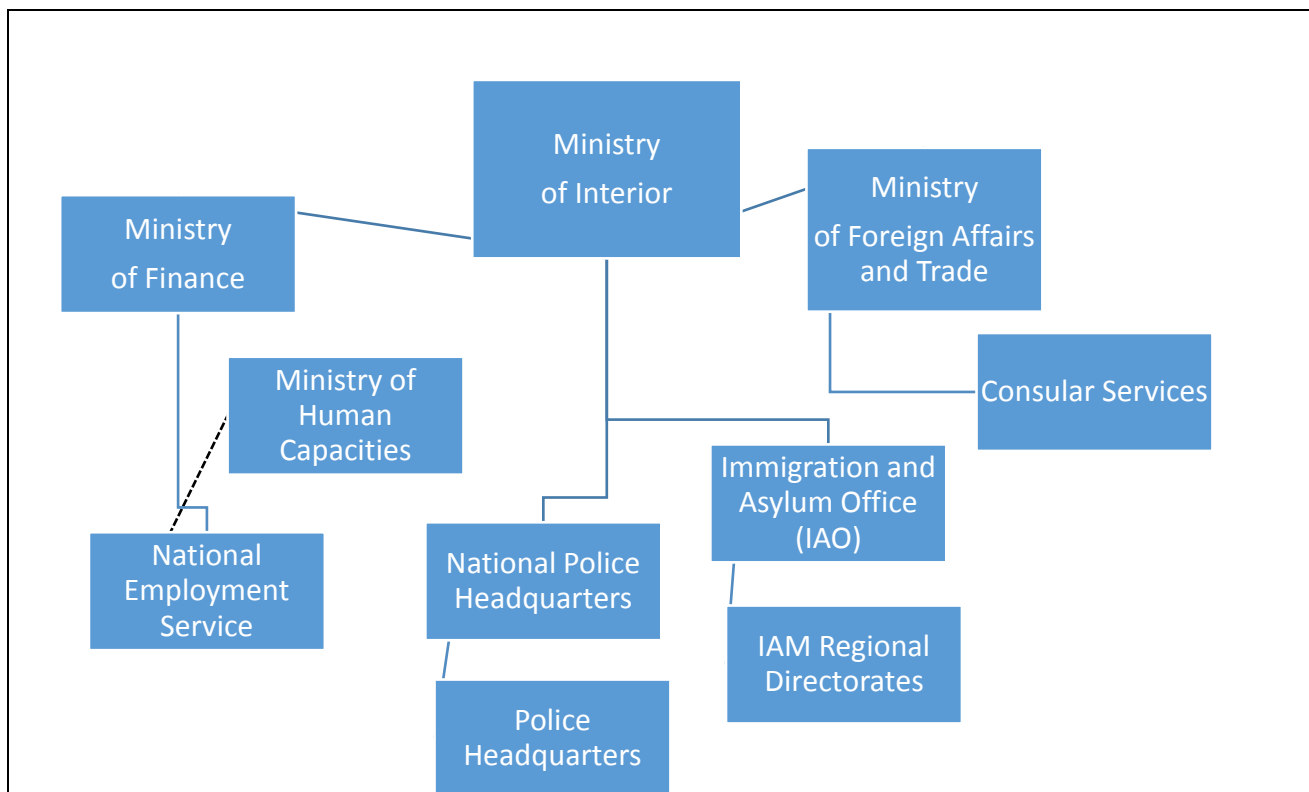 Ministry
of Interior
Ministry
of Foreign Affairs
and Trade
Ministry
of Finance
Consular Services
Ministry of
Human
Capacities
Immigration and
Asylum Office
(IAO)
National
Employment
Service
National Police
Headquarters
IAM Regional
Directorates
Police
Headquarters